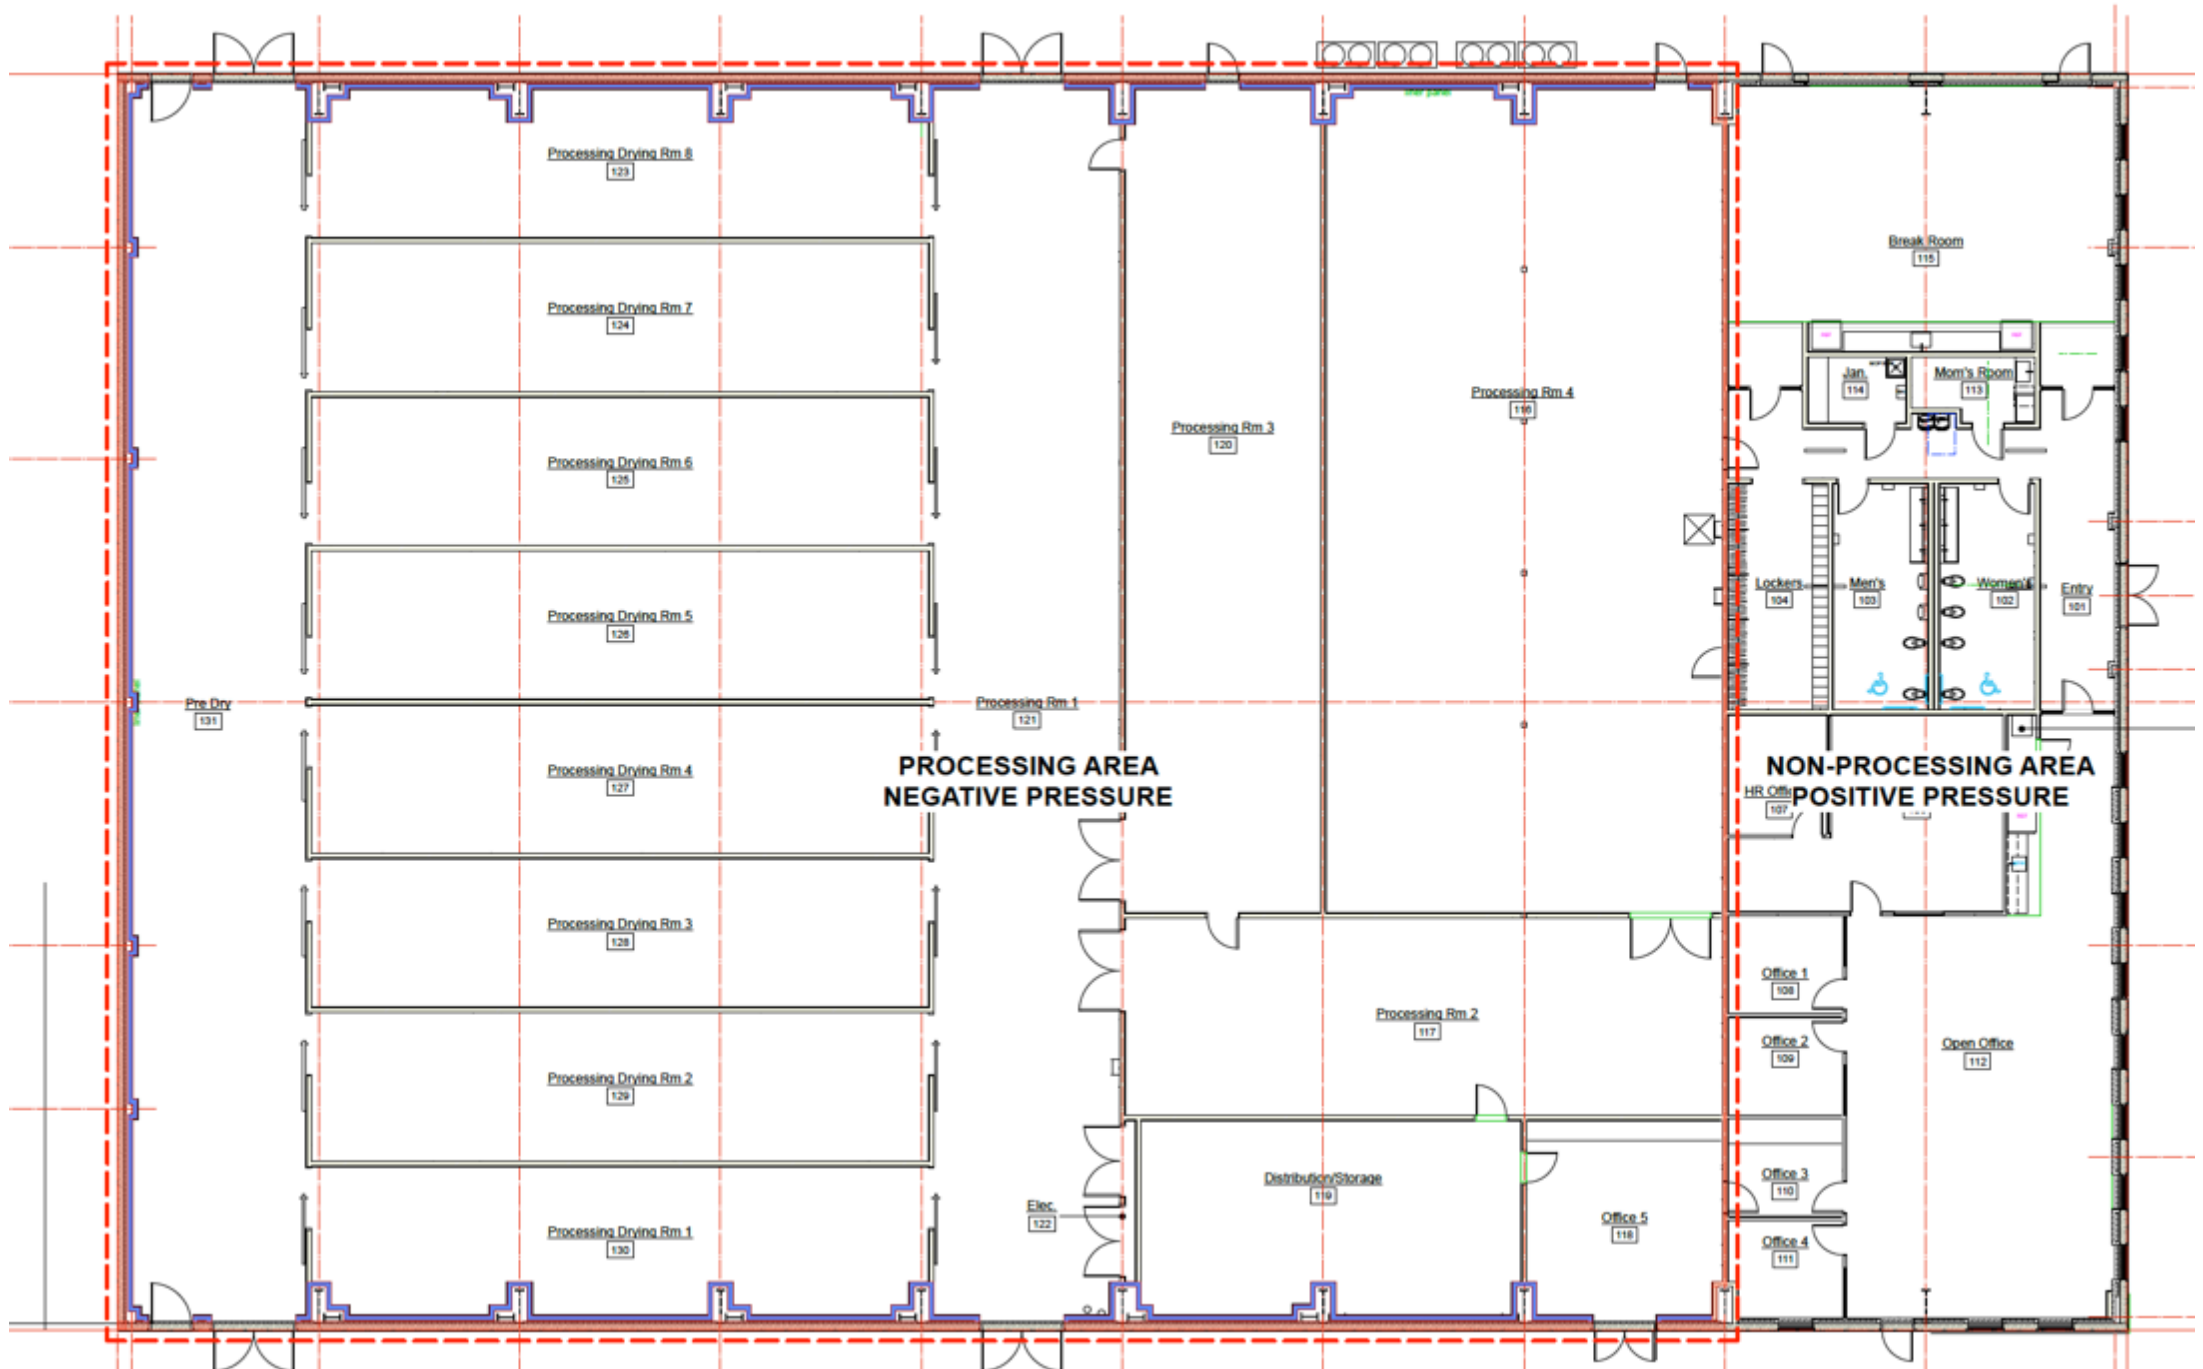 liner panel
Processing Drying Rm 8
123
Break Room
115
Processing Drying Rm 7
124
Jan.
114
Mom's Room
113
Processing Rm 4
116
Processing Rm 3
120
Processing Drying Rm 6
125
Processing Drying Rm 5
126
Lockers
104
Men's
103
Women's
102
Entry
101
Pre Dry
131
Processing Rm 1
121
Processing Drying Rm 4
127
PROCESSING AREA
NEGATIVE PRESSURE
NON-PROCESSING AREA
POSITIVE PRESSURE
HR Offi
107
Processing Drying Rm 3
128
Office 1
108
Processing Rm 2
117
Office 2
109
Open Office
112
Processing Drying Rm 2
129
Distribution/Storage
119
Office 3
110
Elec.
122
Office 5
118
Office 4
111
Processing Drying Rm 1
130